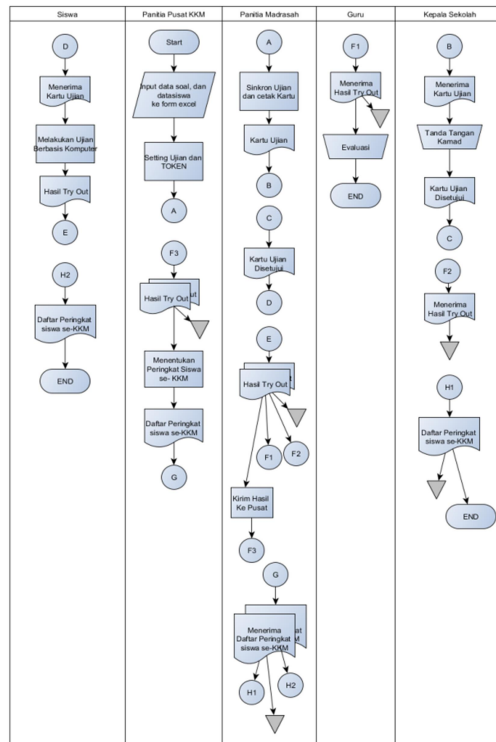 Siswa
Panitia Pusat KKM
Panitia Madrasah
Guru
Kepala Sekolah
D
Menerima
Kartu Ujian
Melakukan Ujian
Berbasis Komputer
Hasil Try Out
E
H2
Daftar Peringkat
siswa se-KKM
END
Start
Input data soal, dan
datasiswa
ke form excel
Setting Ujian dan
TOKEN
A
F3
Hasil Try Out
ut
Menentukan
Peringkat Siswa
se- KKM
Daftar Peringkat
siswa se-KKM
G
A
Sinkron Ujian
dan cetak Kartu
Kartu Ujian
B
C
Kartu Ujian
Disetujui
D
E
Hasil Try Out
F1
F2
Kirim Hasil
Ke Pusat
F3
G
Menerima
Daftar Peringkat
siswa se-KKM
at
M
H1
H2
F1
Menerima
Hasil Try Out
Evaluasi
END
B
Menerima
Kartu Ujian
Tanda Tangan
Kamad
Kartu Ujian
Disetujui
C
F2
Menerima
Hasil Try Out
H1
Daftar Peringkat
siswa se-KKM
END